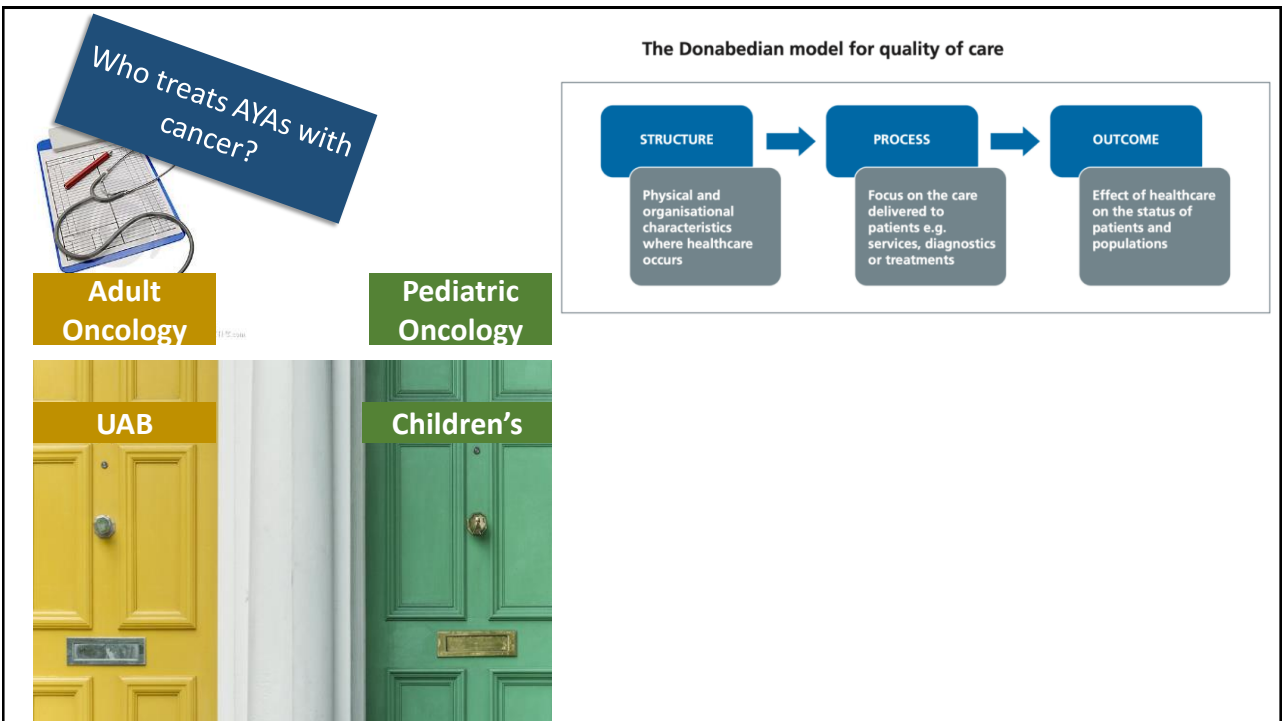 Who treats AYAs with
cancer?
Adult
Oncology
Pediatric
Oncology
UAB
Children's
The Donabedian model for quality of care
STRUCTURE
Physical and
organisational
characteristics
where healthcare
occurs
PROCESS
Focus on the care
delivered to
patients e.g.
services, diagnostics
or treatments
OUTCOME
Effect of healthcare
on the status of
patients and
populations